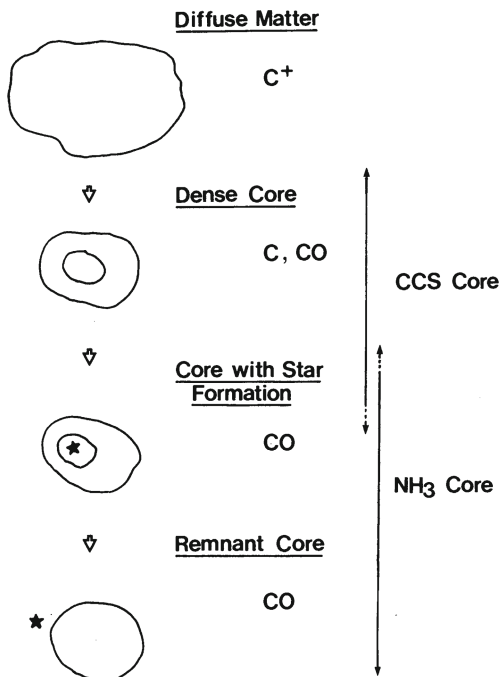 Diffuse Matter
C+
Dense Core
C, CO
CCS Core
Core with Star
Formation
CO
NH3 Core
Remnant Core
CO